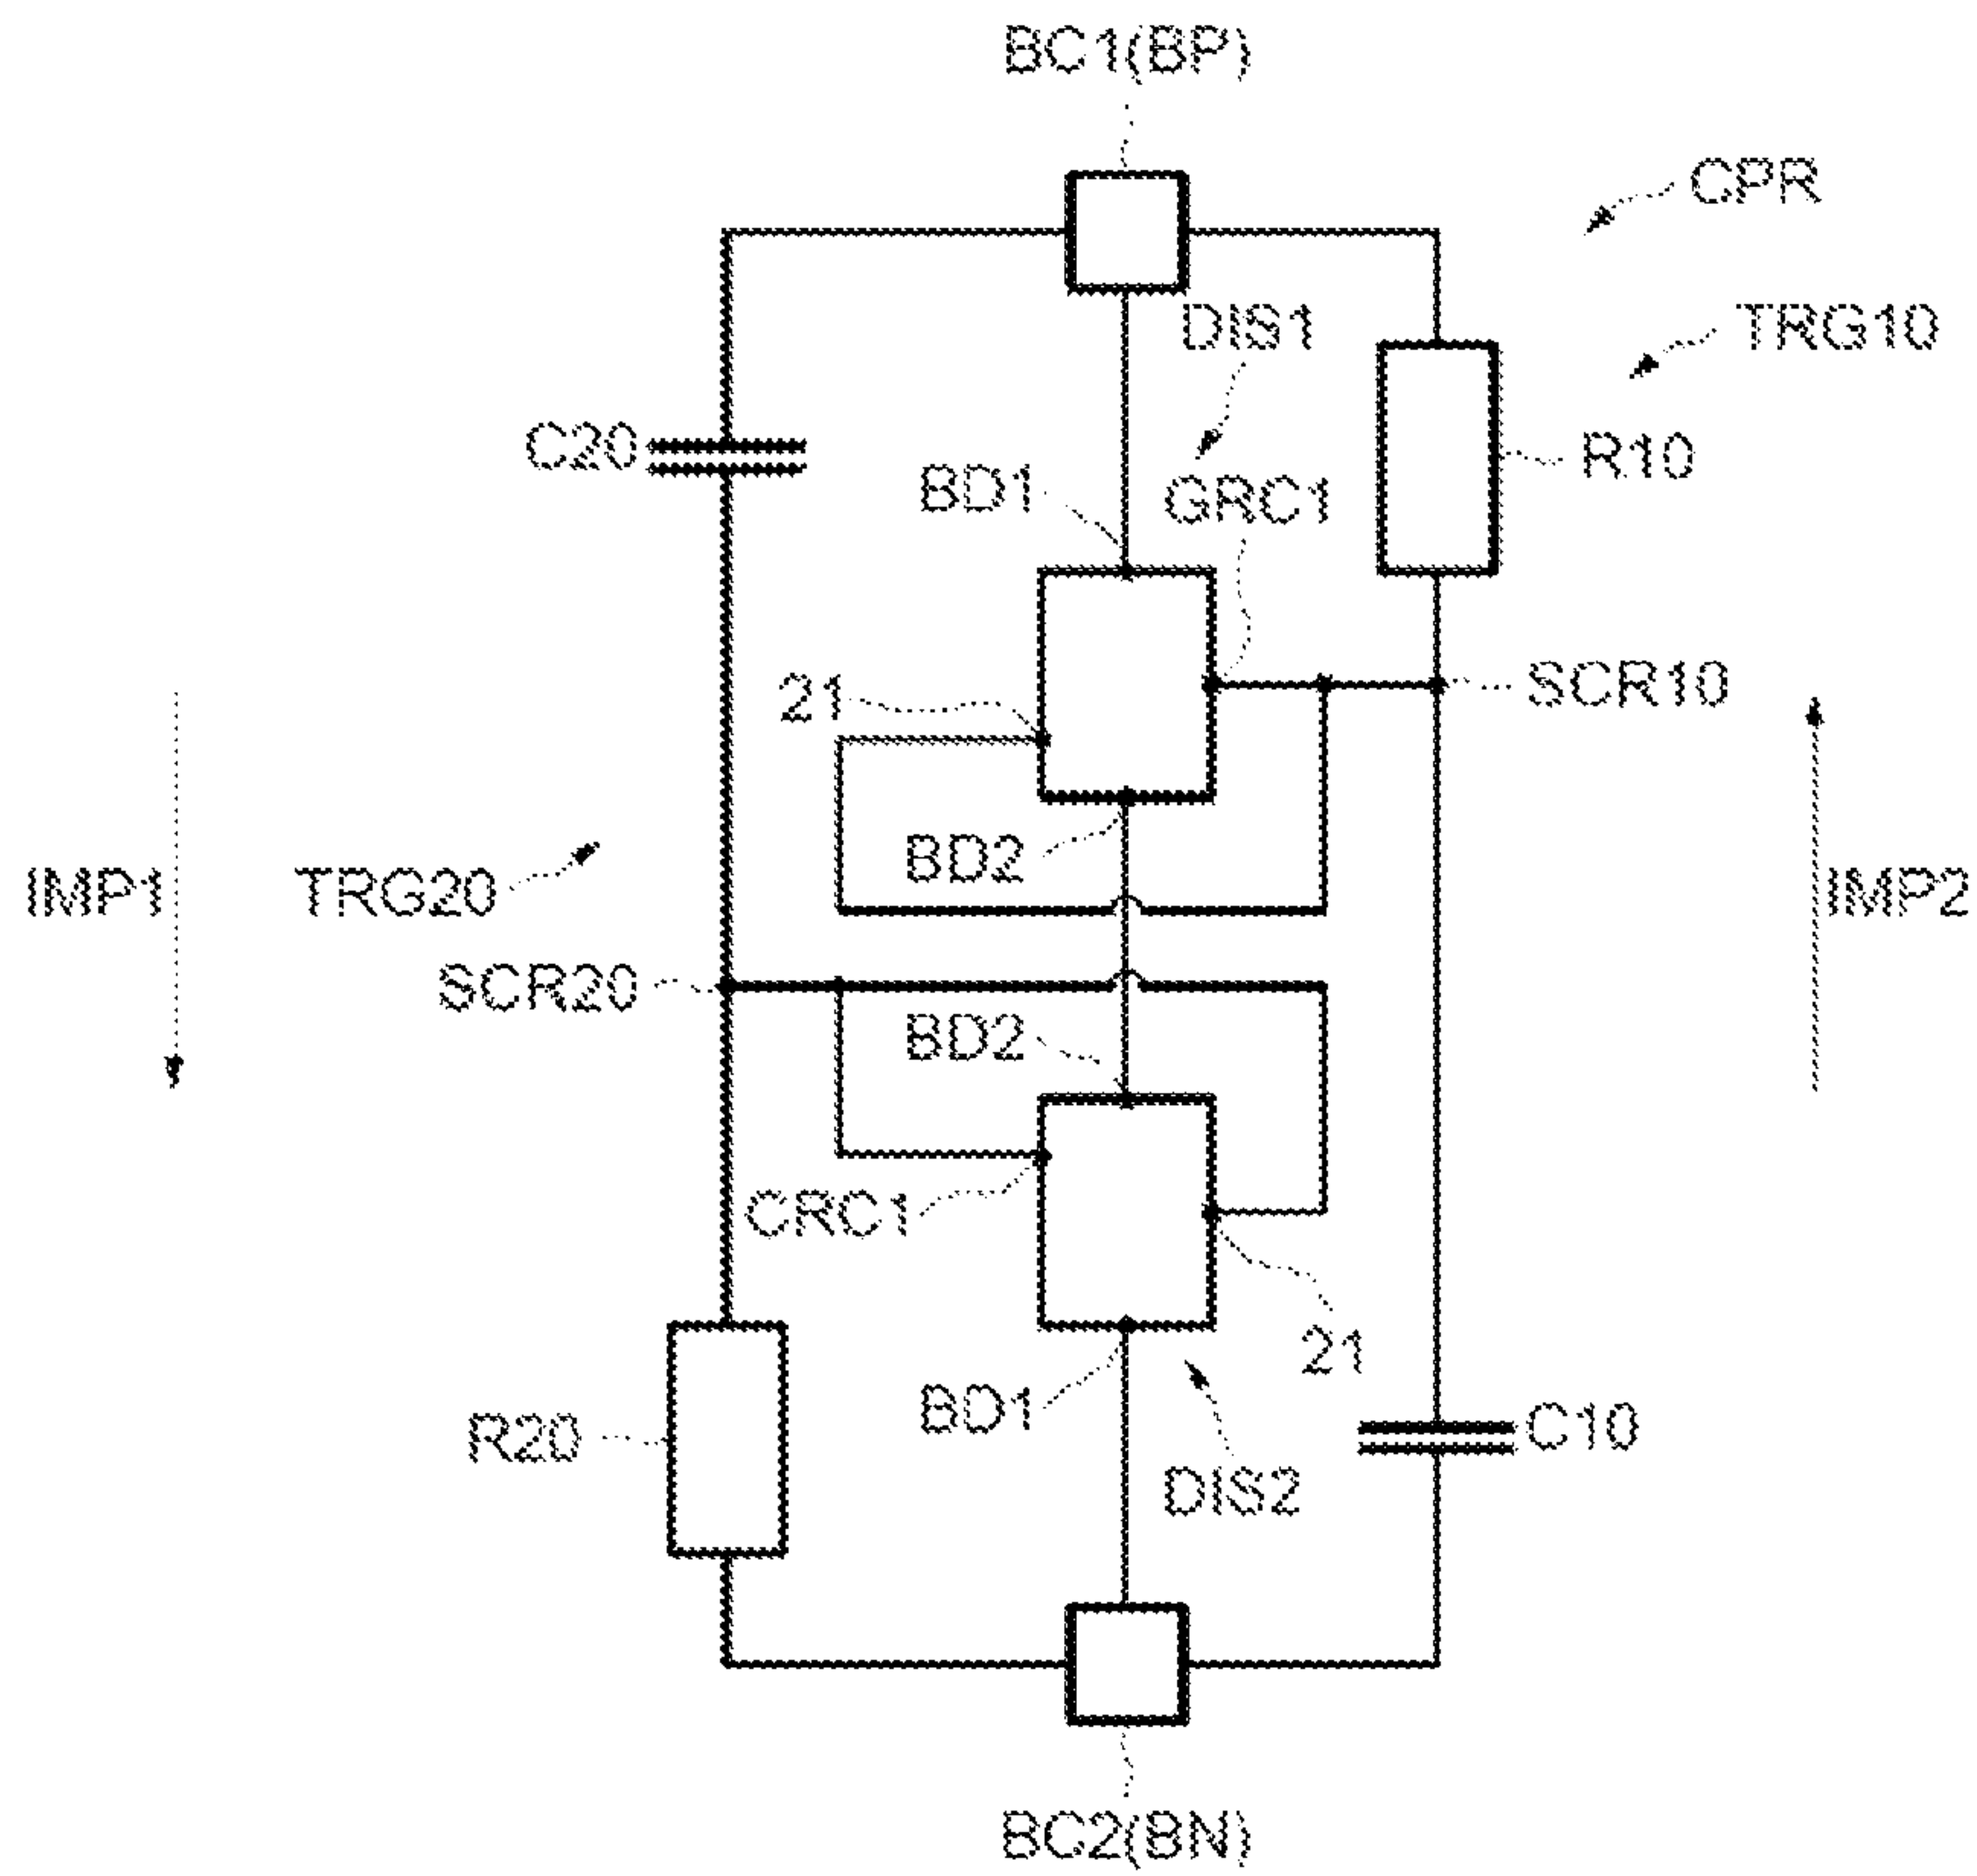 BC1(BP)
CPR
DIS1
TRG10
C20
BD1
GRC1
R10
21
SCR10
BD2
IMP1
TRG20
IMP2
SCR20
BD2
CRC1
21
BD1
R20
C10
DIS2
BC2(BN)